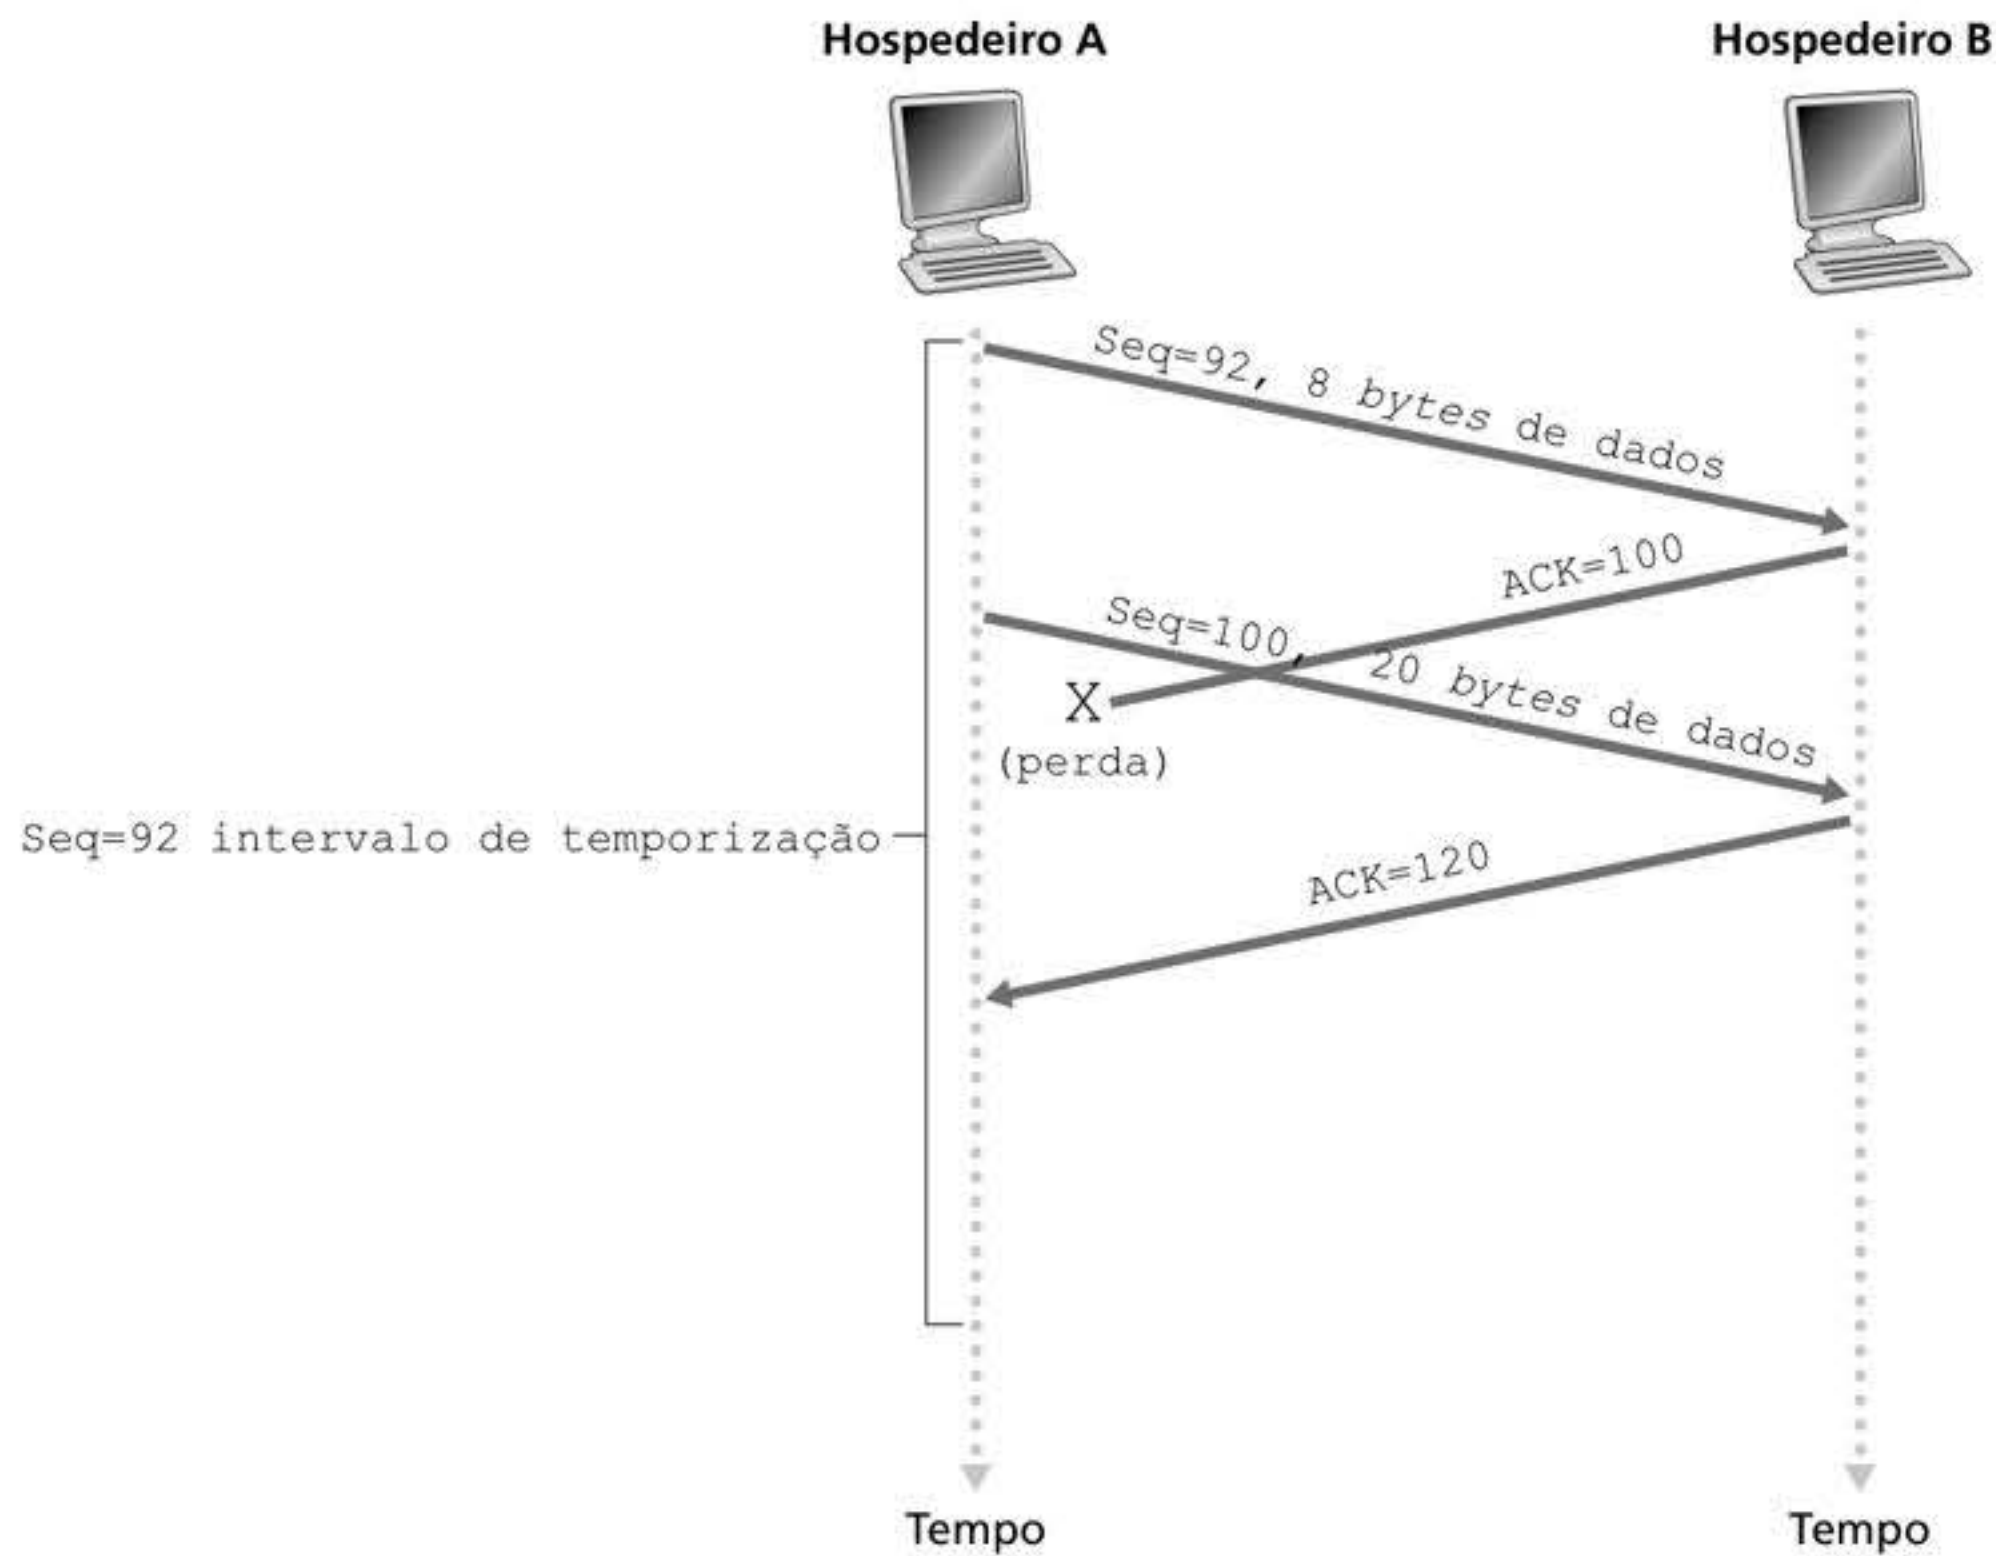 Hospedeiro A
Hospedeiro B
Seq=92, 8 bytes de dados
ACK=100
Seq=100, 20 bytes de dados
X
(perda)
Seq=92 intervalo de temporização
ACK=120
Tempo
Tempo